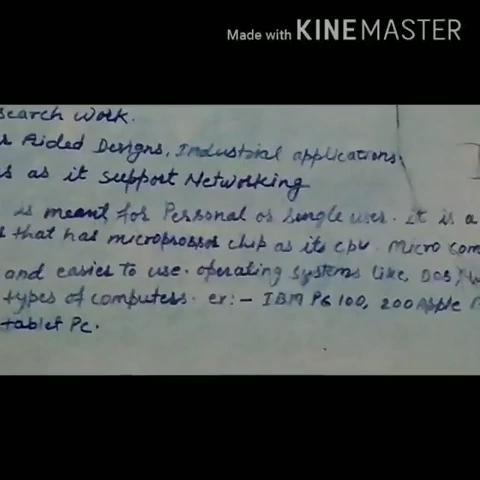 Made with KINEMASTER
search work.
Aided Designs, Industrial applications.
as it support Networking
is meant for Personal or Single user. It is a
that has microprossor chip as its cpu. Micro com
and easier to use. operating systems like, DOS,
types of computers. ex:- IBM PC 100, 200 Apple
tablet Pc.